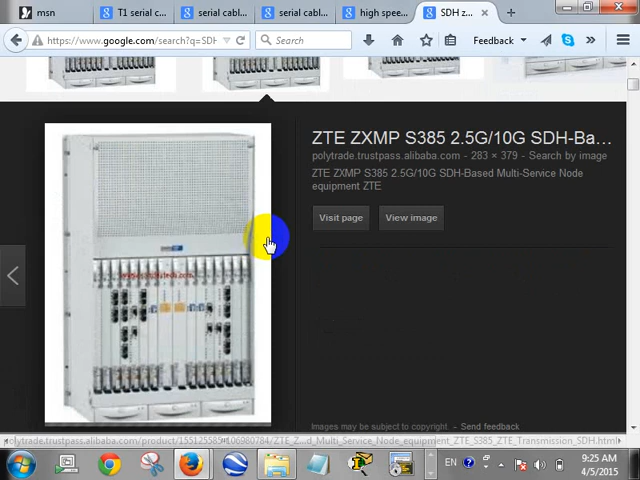 msn
T1 serial c...
serial cabl...
serial cabl...
high spee...
SDH z...
https://www.google.com/search?q=SDH
Search
Feedback
ZTE ZXMP S385 2.5G/10G SDH-Ba...
polytrade.trustpass.alibaba.com - 283 × 379 - Search by image
ZTE ZXMP S385 2.5G/10G SDH-Based Multi-Service Node
equipment ZTE
Visit page
View image
Images may be subject to copyright. - Send feedback
EN
9:25 AM
4/5/2015